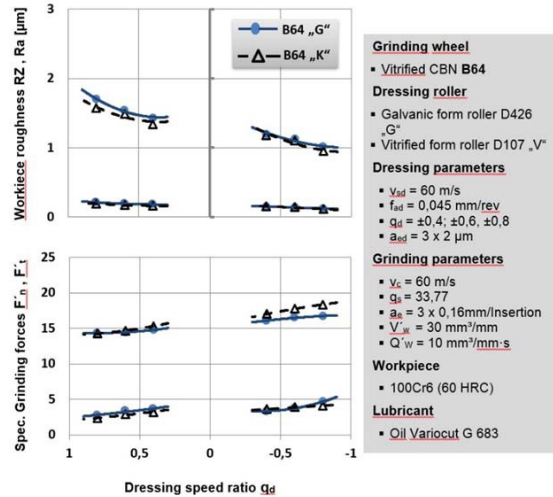 Workiece roughness RZ , Ra [µm]
3
2
1
0
B64 „G“
B64 „K“
Spec. Grinding forces F´n , F´t
25
20
15
10
5
0
1
0,5
0
-0,5
-1
Dressing speed ratio qd
Grinding wheel
▪ Vitrified CBN B64
Dressing roller
▪ Galvanic form roller D426
„G“
▪ Vitrified form roller D107 „V“
Dressing parameters
▪ vsd = 60 m/s
▪ fad = 0,045 mm/rev
▪ qd = ±0,4; ±0,6, ±0,8
▪ aed = 3 x 2 µm
Grinding parameters
▪ vc = 60 m/s
▪ qs = 33,77
▪ ae = 3 x 0,16mm/Insertion
▪ V´W = 30 mm³/mm
▪ Q´W = 10 mm³/mm·s
Workpiece
▪ 100Cr6 (60 HRC)
Lubricant
▪ Oil Variocut G 683